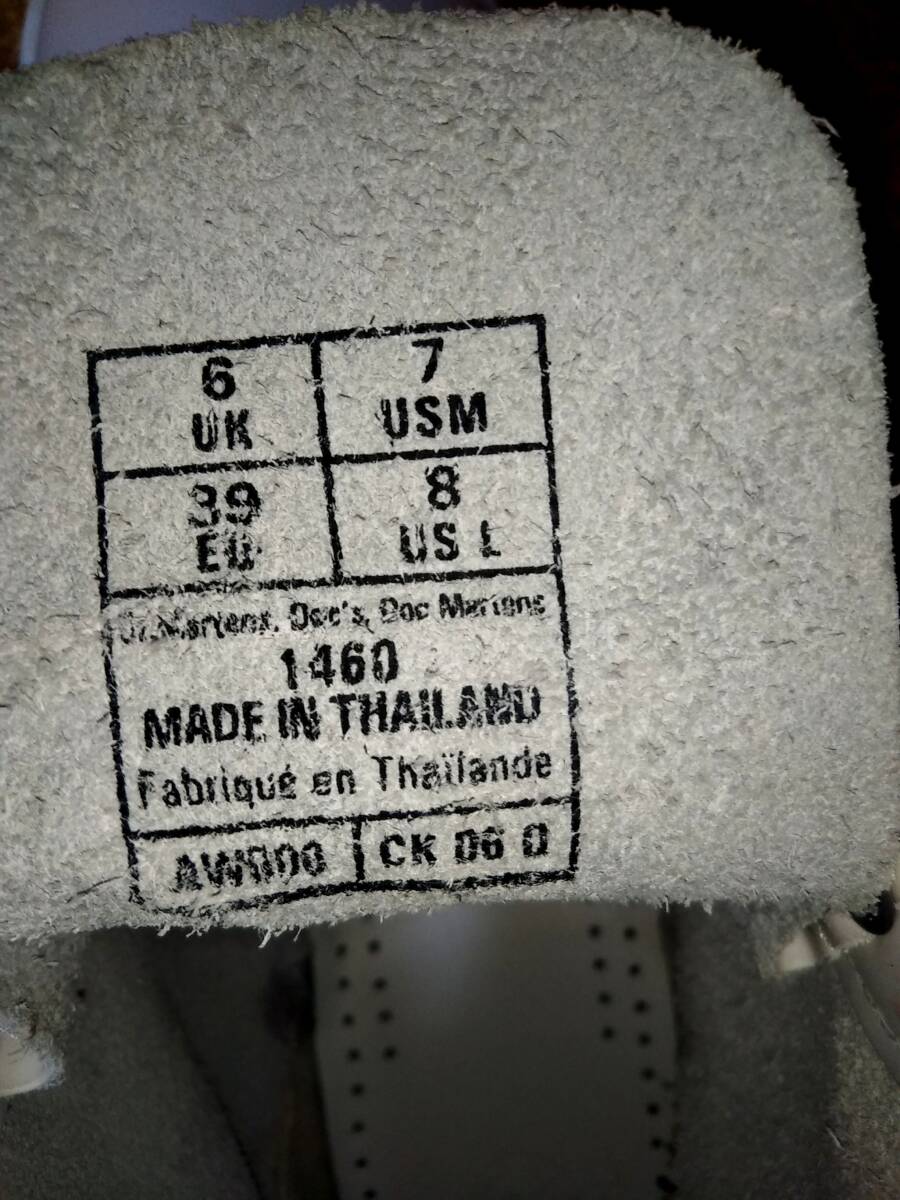 6
UK
7
USM
39
EU
8
US L
Dr.Martens, Doc's, Doc Martens
1460
MADE IN THAILAND
Fabriqué en Thaïlande
CK 06 D